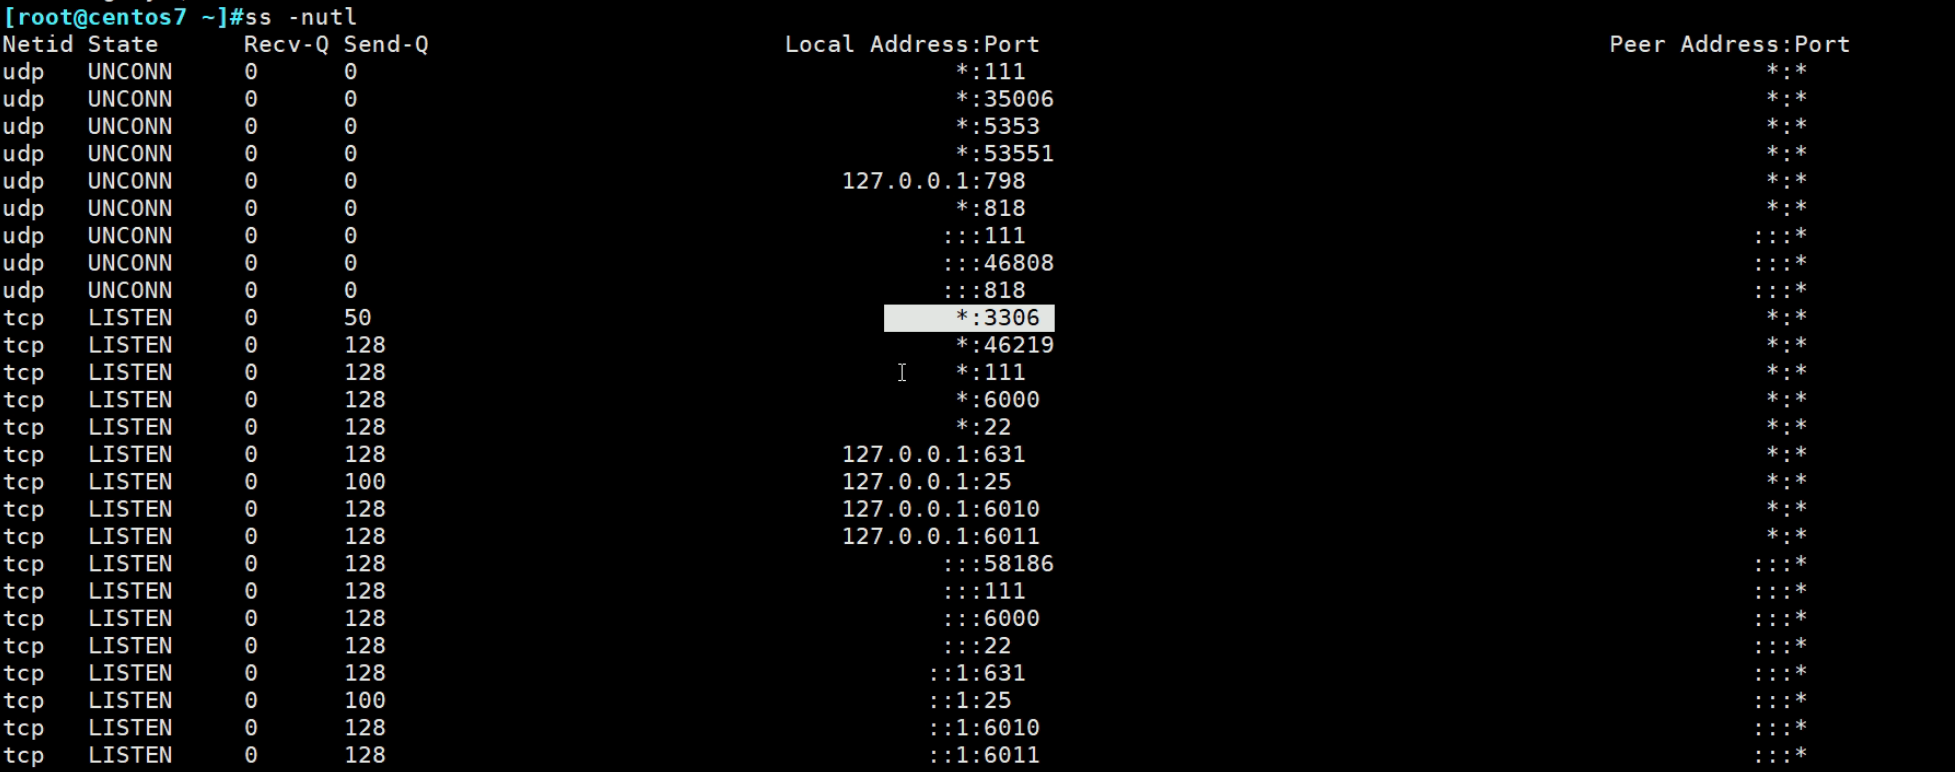 [root@centos7 ~]#ss -nutl
Netid State Recv-Q Send-Q Local Address:Port Peer Address:Port
udp UNCONN 0 0 *:111 *:*
udp UNCONN 0 0 *:35006 *:*
udp UNCONN 0 0 *:5353 *:*
udp UNCONN 0 0 *:53551 *:*
udp UNCONN 0 0 127.0.0.1:798 *:*
udp UNCONN 0 0 *:818 *:*
udp UNCONN 0 0 :::111 :::*
udp UNCONN 0 0 :::46808 :::*
udp UNCONN 0 0 :::818 :::*
tcp LISTEN 0 50 *:3306 *:*
tcp LISTEN 0 128 *:46219 *:*
tcp LISTEN 0 128 *:111 *:*
tcp LISTEN 0 128 *:6000 *:*
tcp LISTEN 0 128 *:22 *:*
tcp LISTEN 0 128 127.0.0.1:631 *:*
tcp LISTEN 0 100 127.0.0.1:25 *:*
tcp LISTEN 0 128 127.0.0.1:6010 *:*
tcp LISTEN 0 128 127.0.0.1:6011 *:*
tcp LISTEN 0 128 :::58186 :::*
tcp LISTEN 0 128 :::111 :::*
tcp LISTEN 0 128 :::6000 :::*
tcp LISTEN 0 128 :::22 :::*
tcp LISTEN 0 128 ::1:631 :::*
tcp LISTEN 0 100 ::1:25 :::*
tcp LISTEN 0 128 ::1:6010 :::*
tcp LISTEN 0 128 ::1:6011 :::*